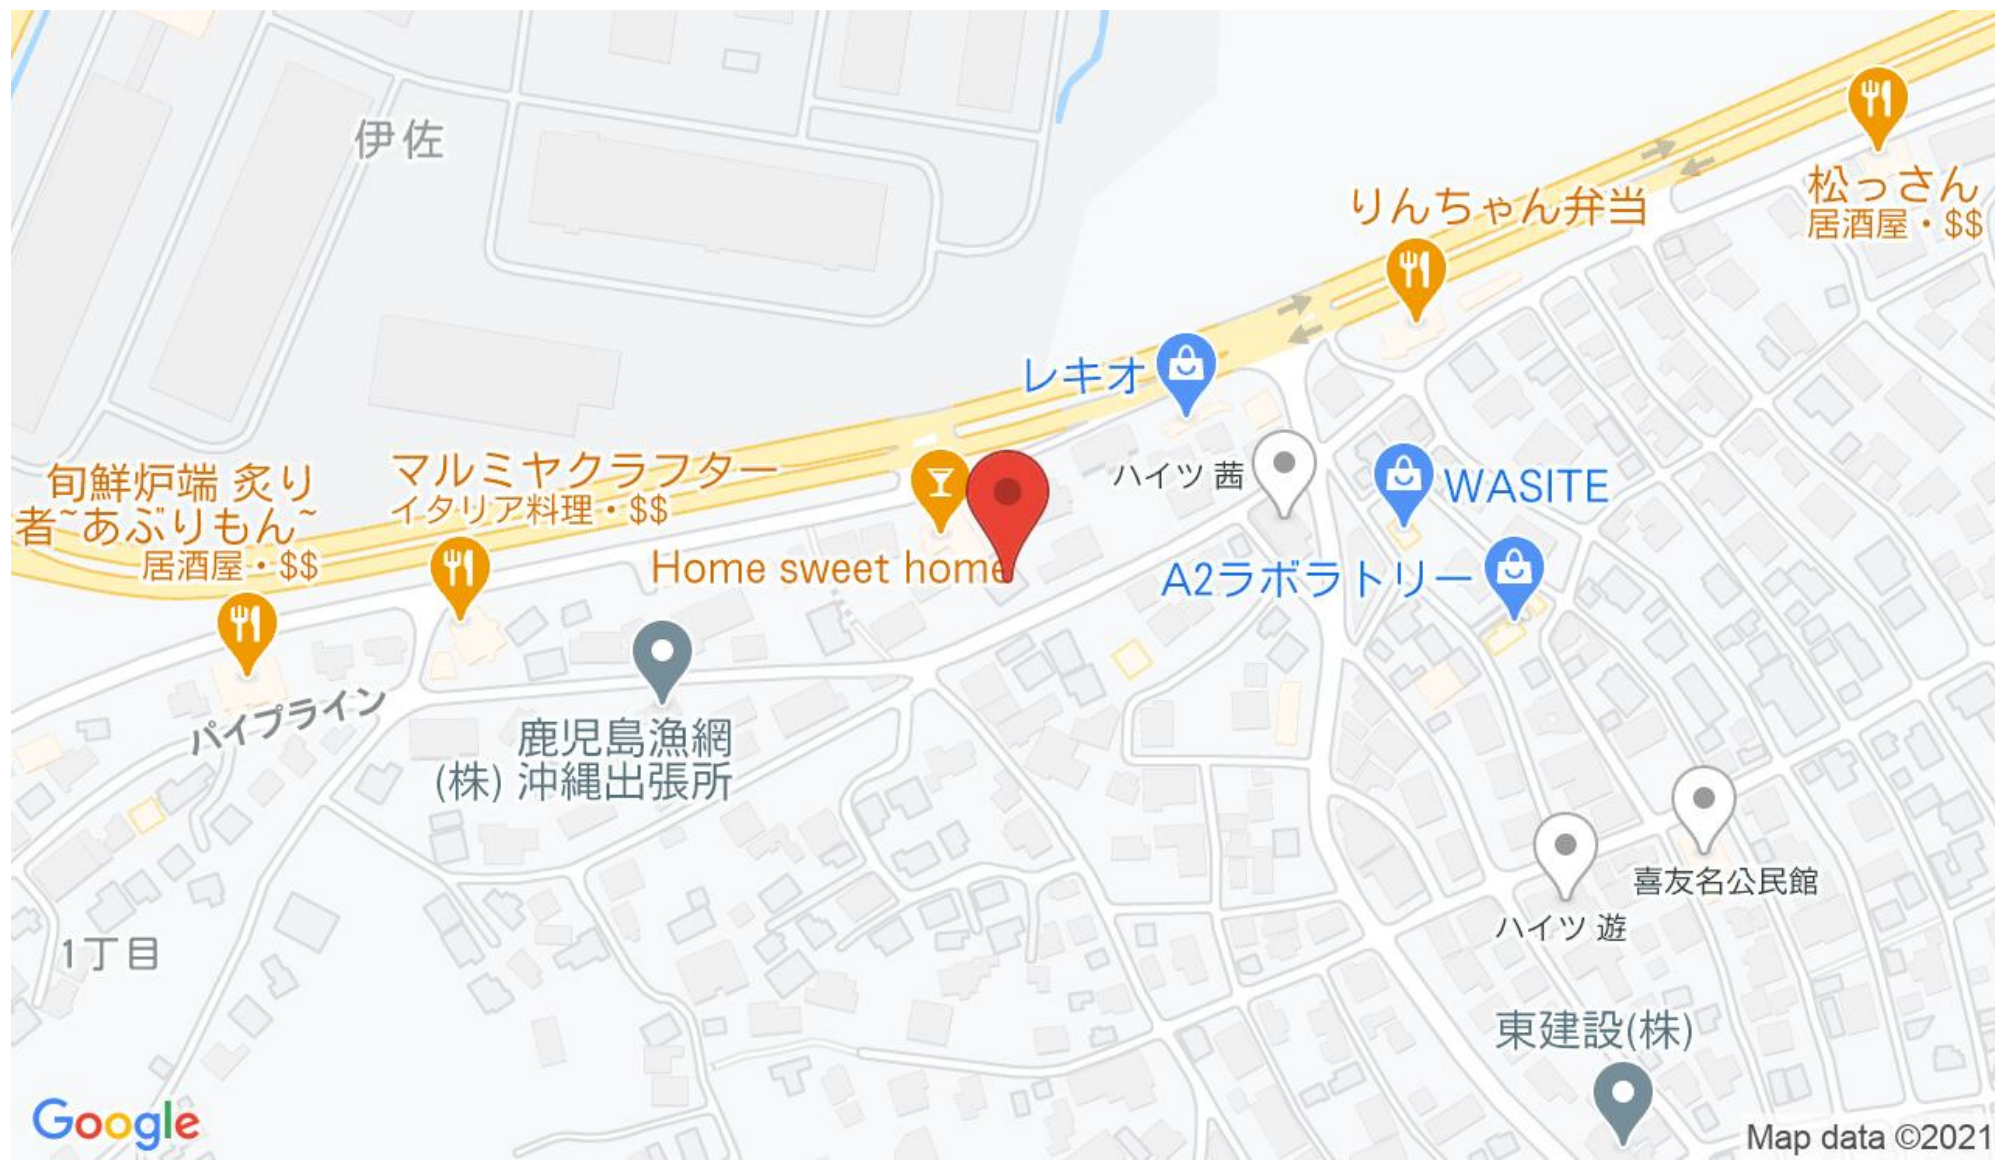 伊佐
松っさん
居酒屋・$$
りんちゃん弁当
レキオ
マルミヤクラフター
イタリア料理・$$
旬鮮炉端 炙り
者~あぶりもん~
居酒屋・$$
ハイツ 茜
WASITE
Home sweet home
A2ラボラトリー
パイプライン
鹿児島漁網
(株) 沖縄出張所
喜友名公民館
ハイツ 遊
1丁目
東建設(株)
Google
Map data ©2021